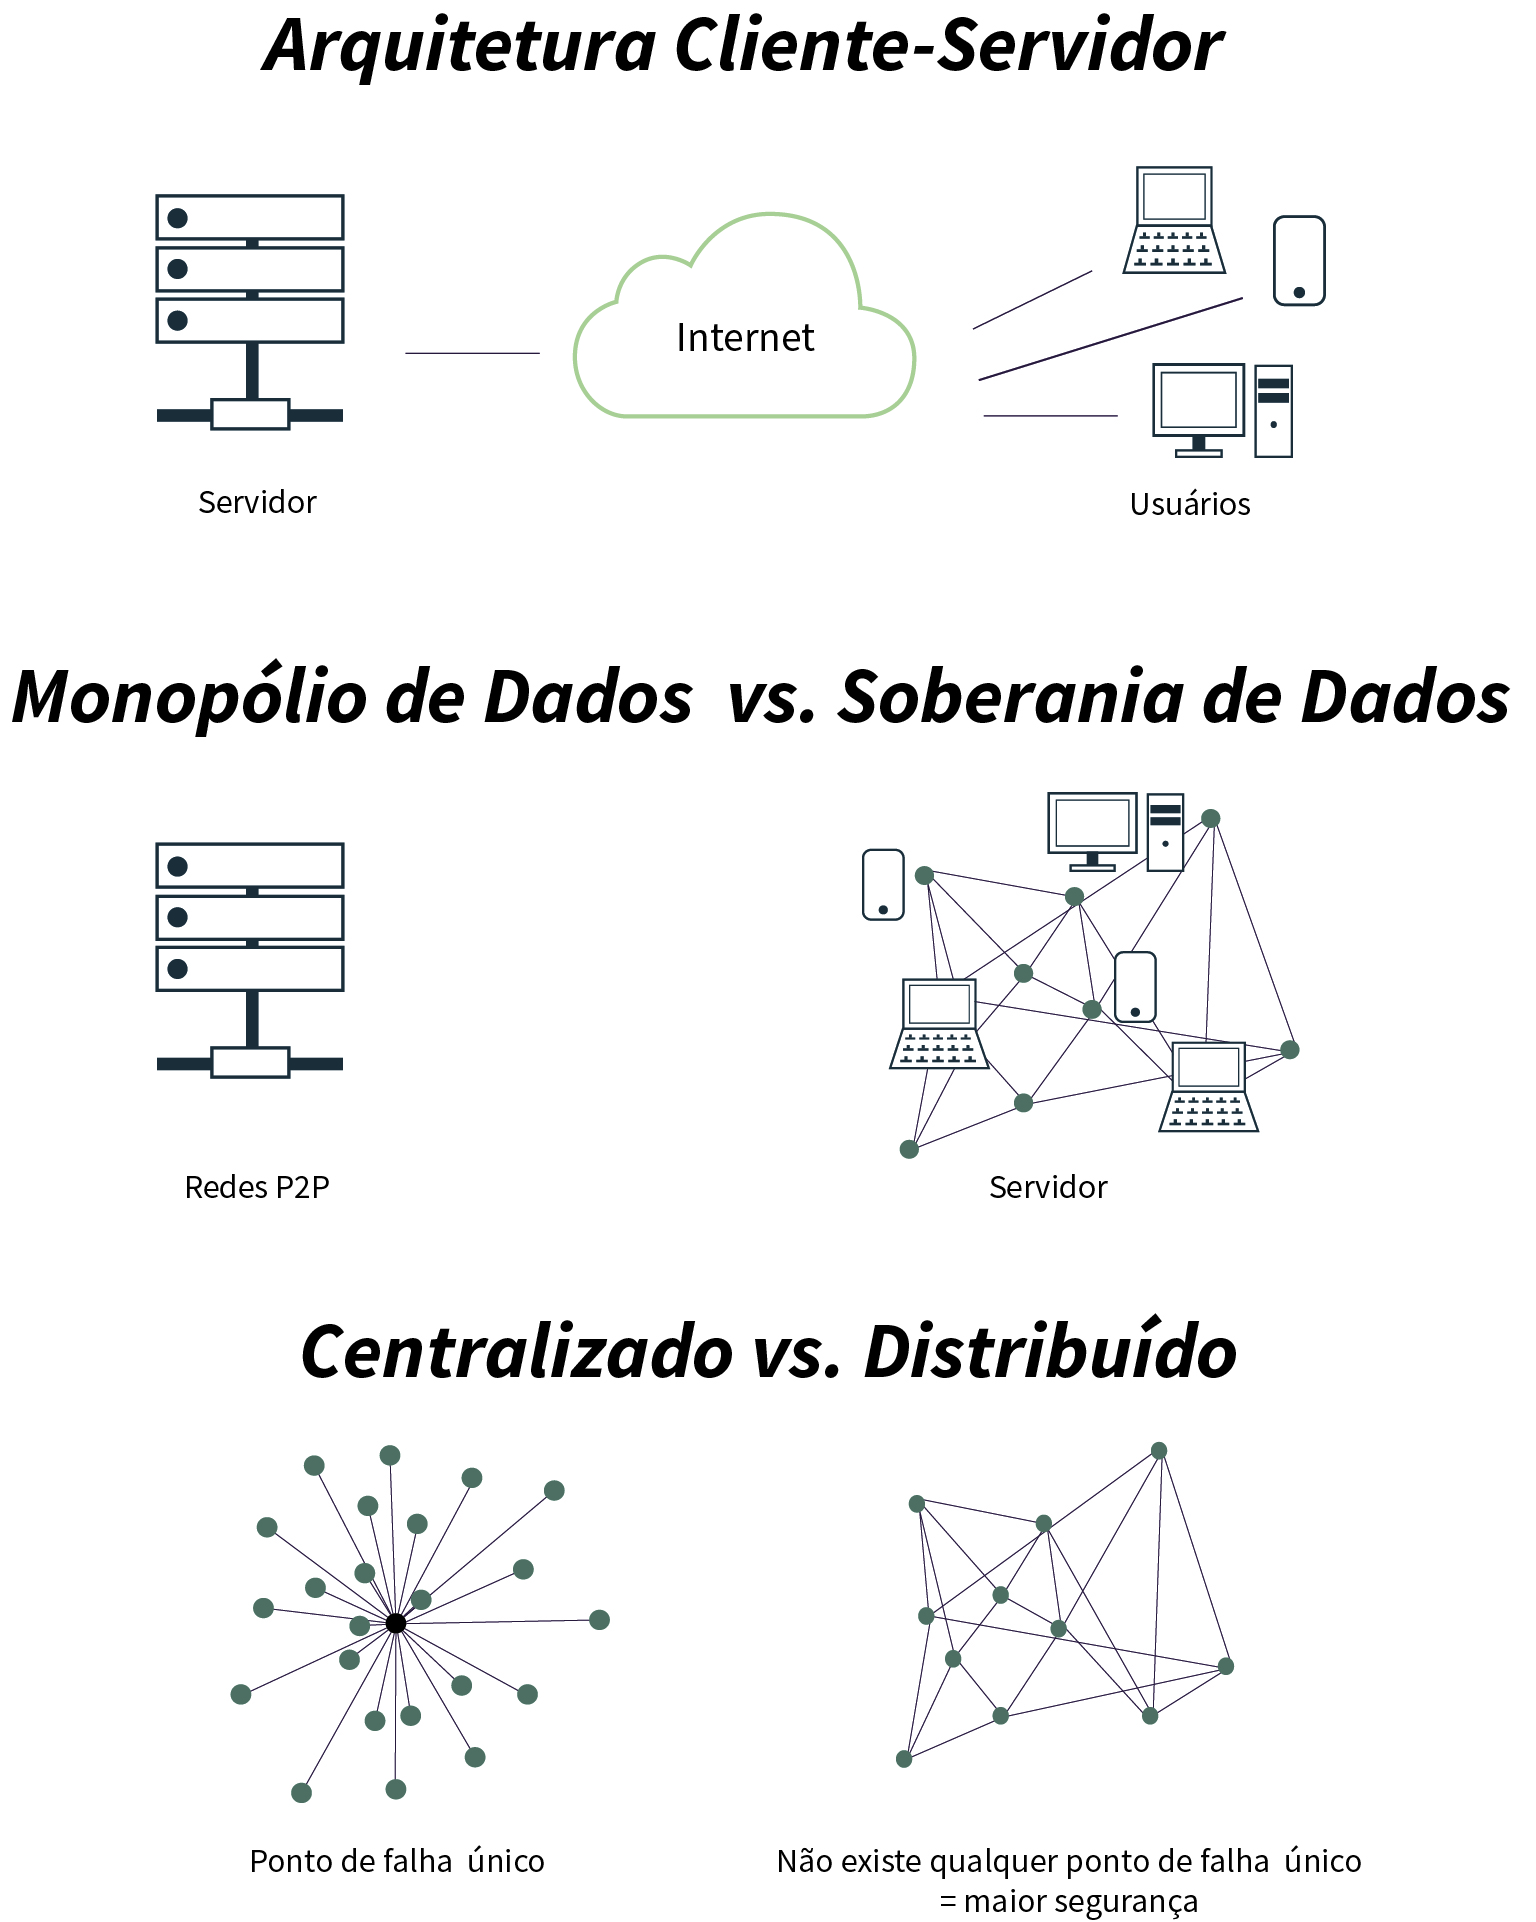 Arquitetura Cliente-Servidor
Internet
Servidor
Usuários
Monopólio de Dados vs. Soberania de Dados
Redes P2P
Servidor
Centralizado vs. Distribuído
Ponto de falha único
Não existe qualquer ponto de falha único
= maior segurança